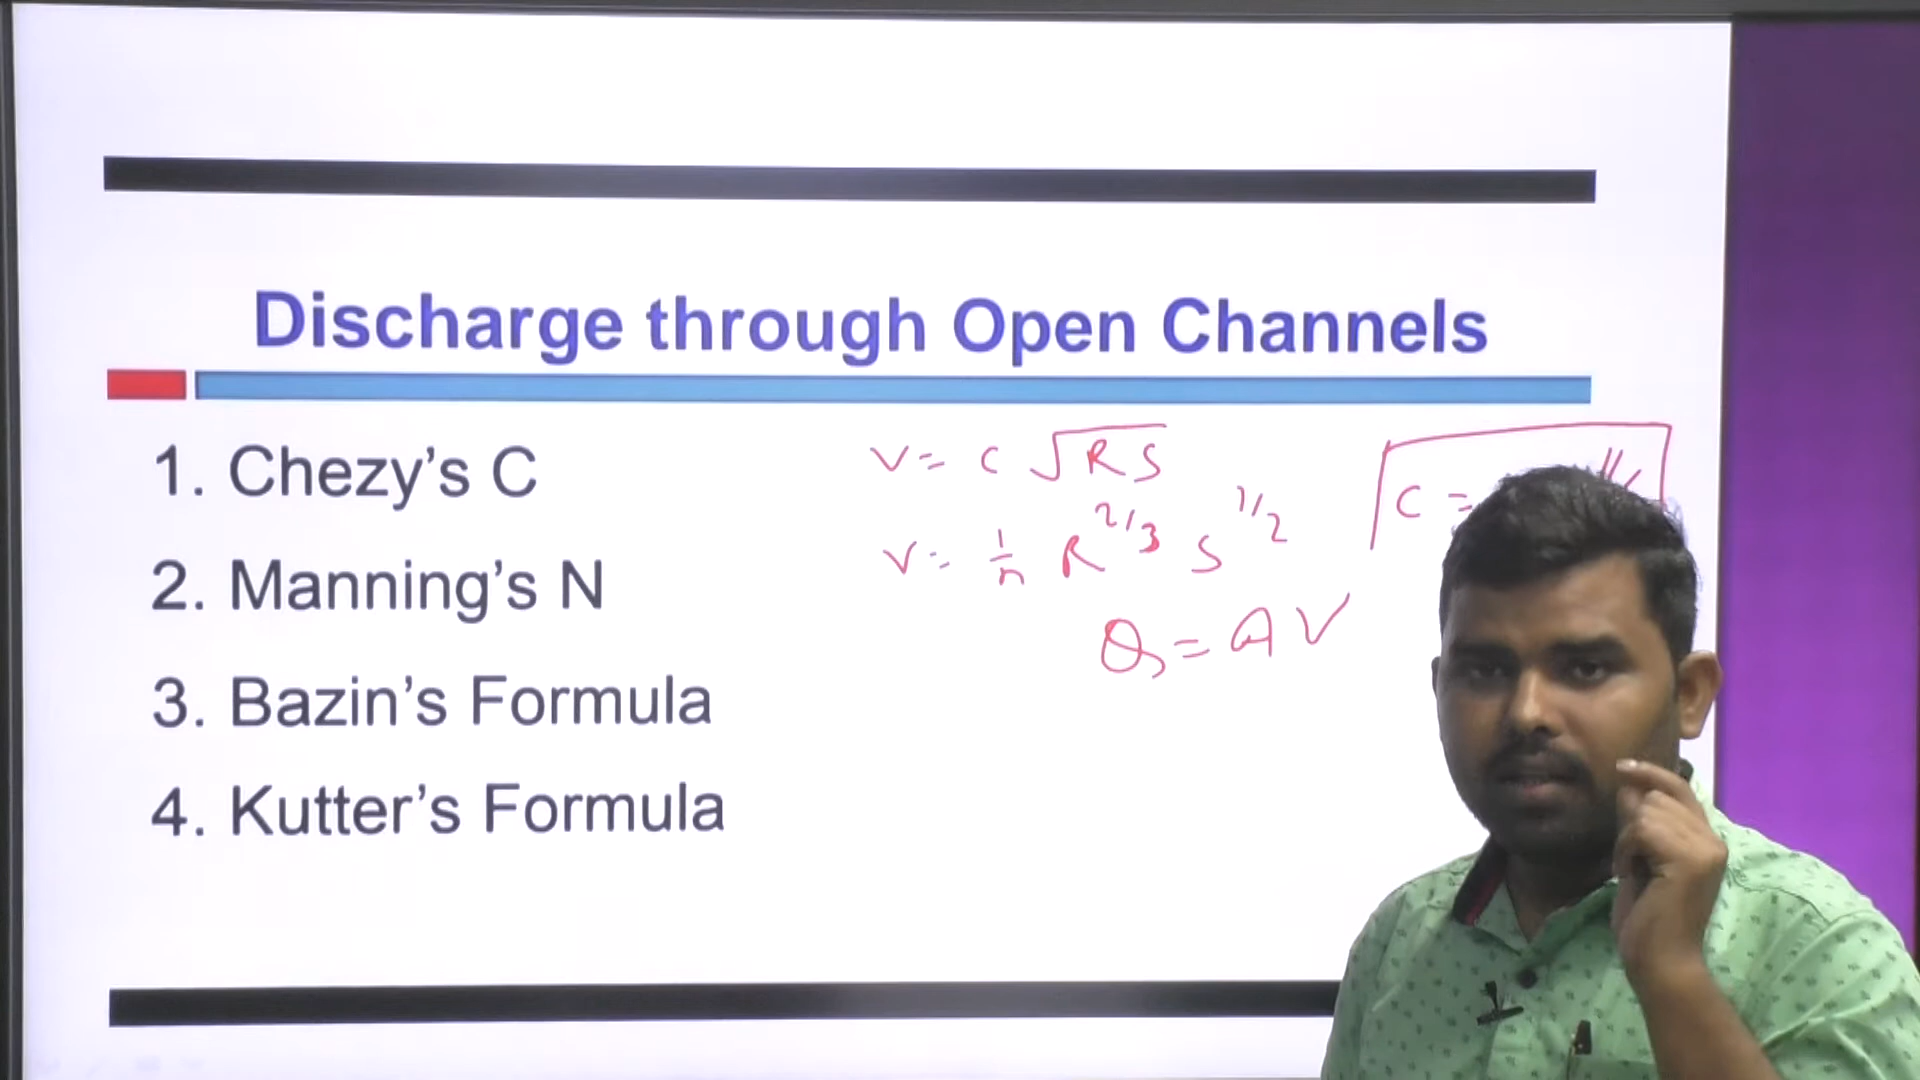 Discharge through Open Channels
1. Chezy’s C
V = C √RS
C =
2. Manning’s N
V = 1/n R^2/3 S^1/2
Q = A V
3. Bazin’s Formula
4. Kutter’s Formula